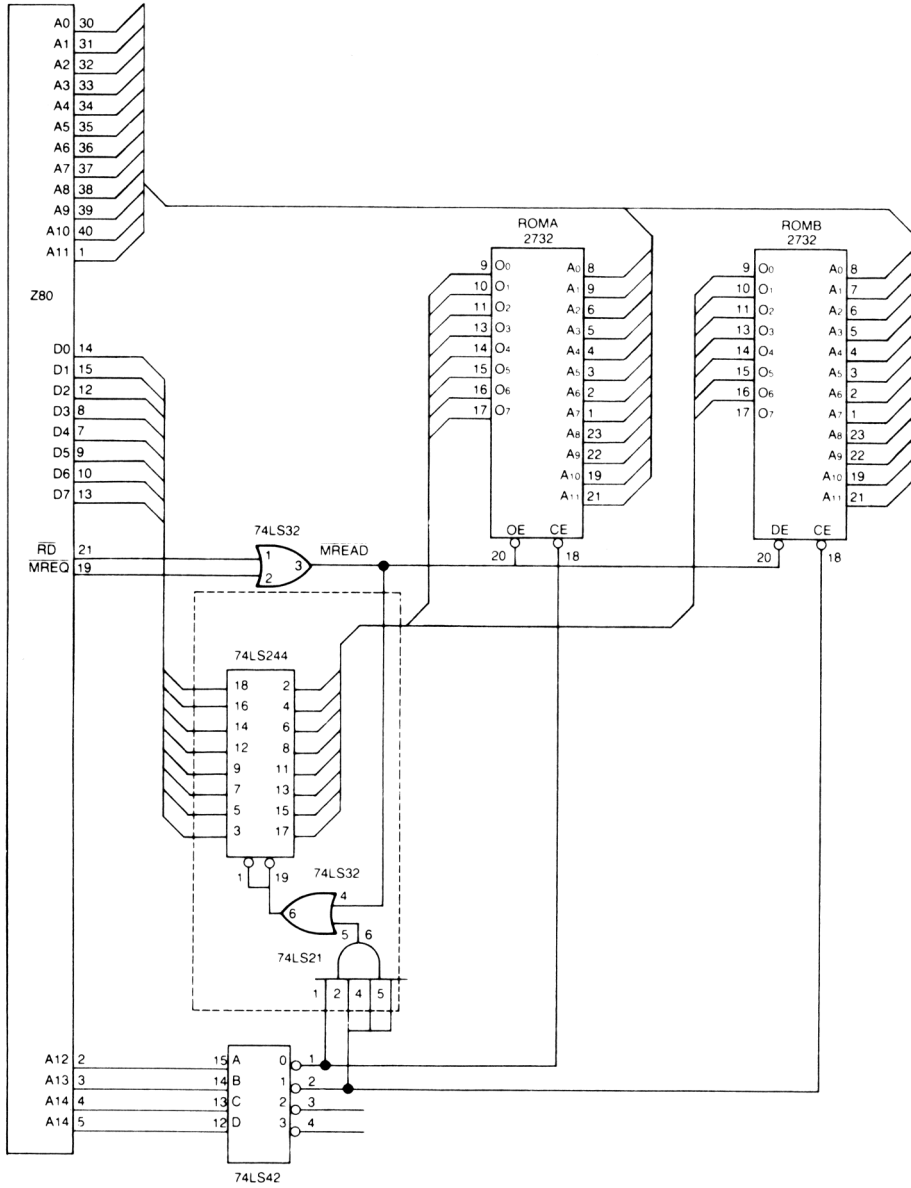 A0 30
A1 31
A2 32
A3 33
A4 34
A5 35
A6 36
A7 37
A8 38
A9 39
A10 40
A11 1
Z80
D0 14
D1 15
D2 12
D3 8
D4 7
D5 9
D6 10
D7 13
RD 21
MREQ 19
74LS32
1
2
3
MREAD
ROMA
2732
9 O0 A0 8
10 O1 A1 9
11 O2 A2 6
13 O3 A3 5
14 O4 A4 4
15 O5 A5 3
16 O6 A6 2
17 O7 A7 1
A8 23
A9 22
A10 19
A11 21
OE CE
20 18
ROMB
2732
9 O0 A0 8
10 O1 A1 7
11 O2 A2 6
13 O3 A3 5
14 O4 A4 4
15 O5 A5 3
16 O6 A6 2
17 O7 A7 1
A8 23
A9 22
A10 19
A11 21
DE CE
20 18
74LS244
18 2
16 4
14 6
12 8
9 11
7 13
5 15
3 17
1 19
74LS32
4
6
5 6
74LS21
1 2 4 5
A12 2
A13 3
A14 4
A14 5
15 A 0 1
14 B 1 2
13 C 2 3
12 D 3 4
74LS42